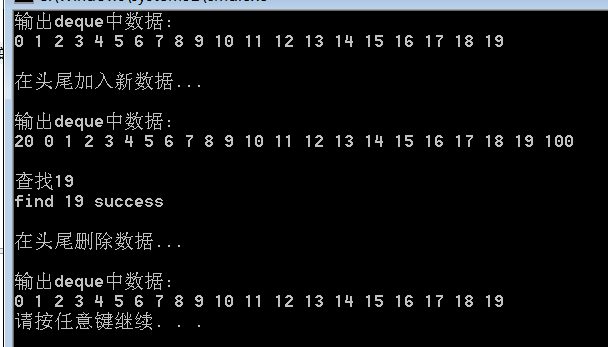 输出deque中数据:
0 1 2 3 4 5 6 7 8 9 10 11 12 13 14 15 16 17 18 19
在头尾加入新数据...
输出deque中数据:
20 0 1 2 3 4 5 6 7 8 9 10 11 12 13 14 15 16 17 18 19 100
查找19
find 19 success
在头尾删除数据...
输出deque中数据:
0 1 2 3 4 5 6 7 8 9 10 11 12 13 14 15 16 17 18 19
请按任意键继续. . .